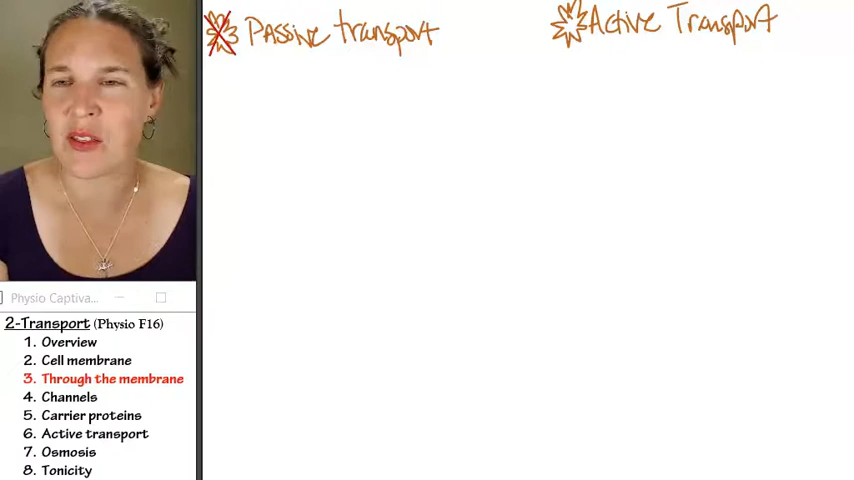 Passive transport
Active Transport
Physio Captiva...
2-Transport (Physio F16)
1. Overview
2. Cell membrane
3. Through the membrane
4. Channels
5. Carrier proteins
6. Active transport
7. Osmosis
8. Tonicity